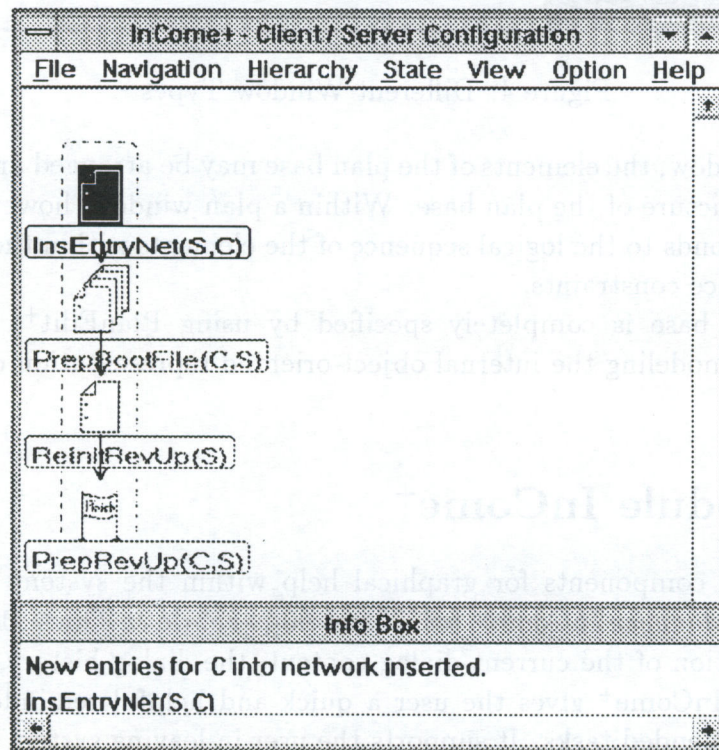 InCome+ - Client / Server Configuration
File Navigation Hierarchy State View Option Help
InsEntryNet(S,C)
PrepBootFile(C,S)
ReInitRevUp(S)
Finish
PrepRevUp(C,S)
Info Box
New entries for C into network inserted.
InsEntryNet(S,C)